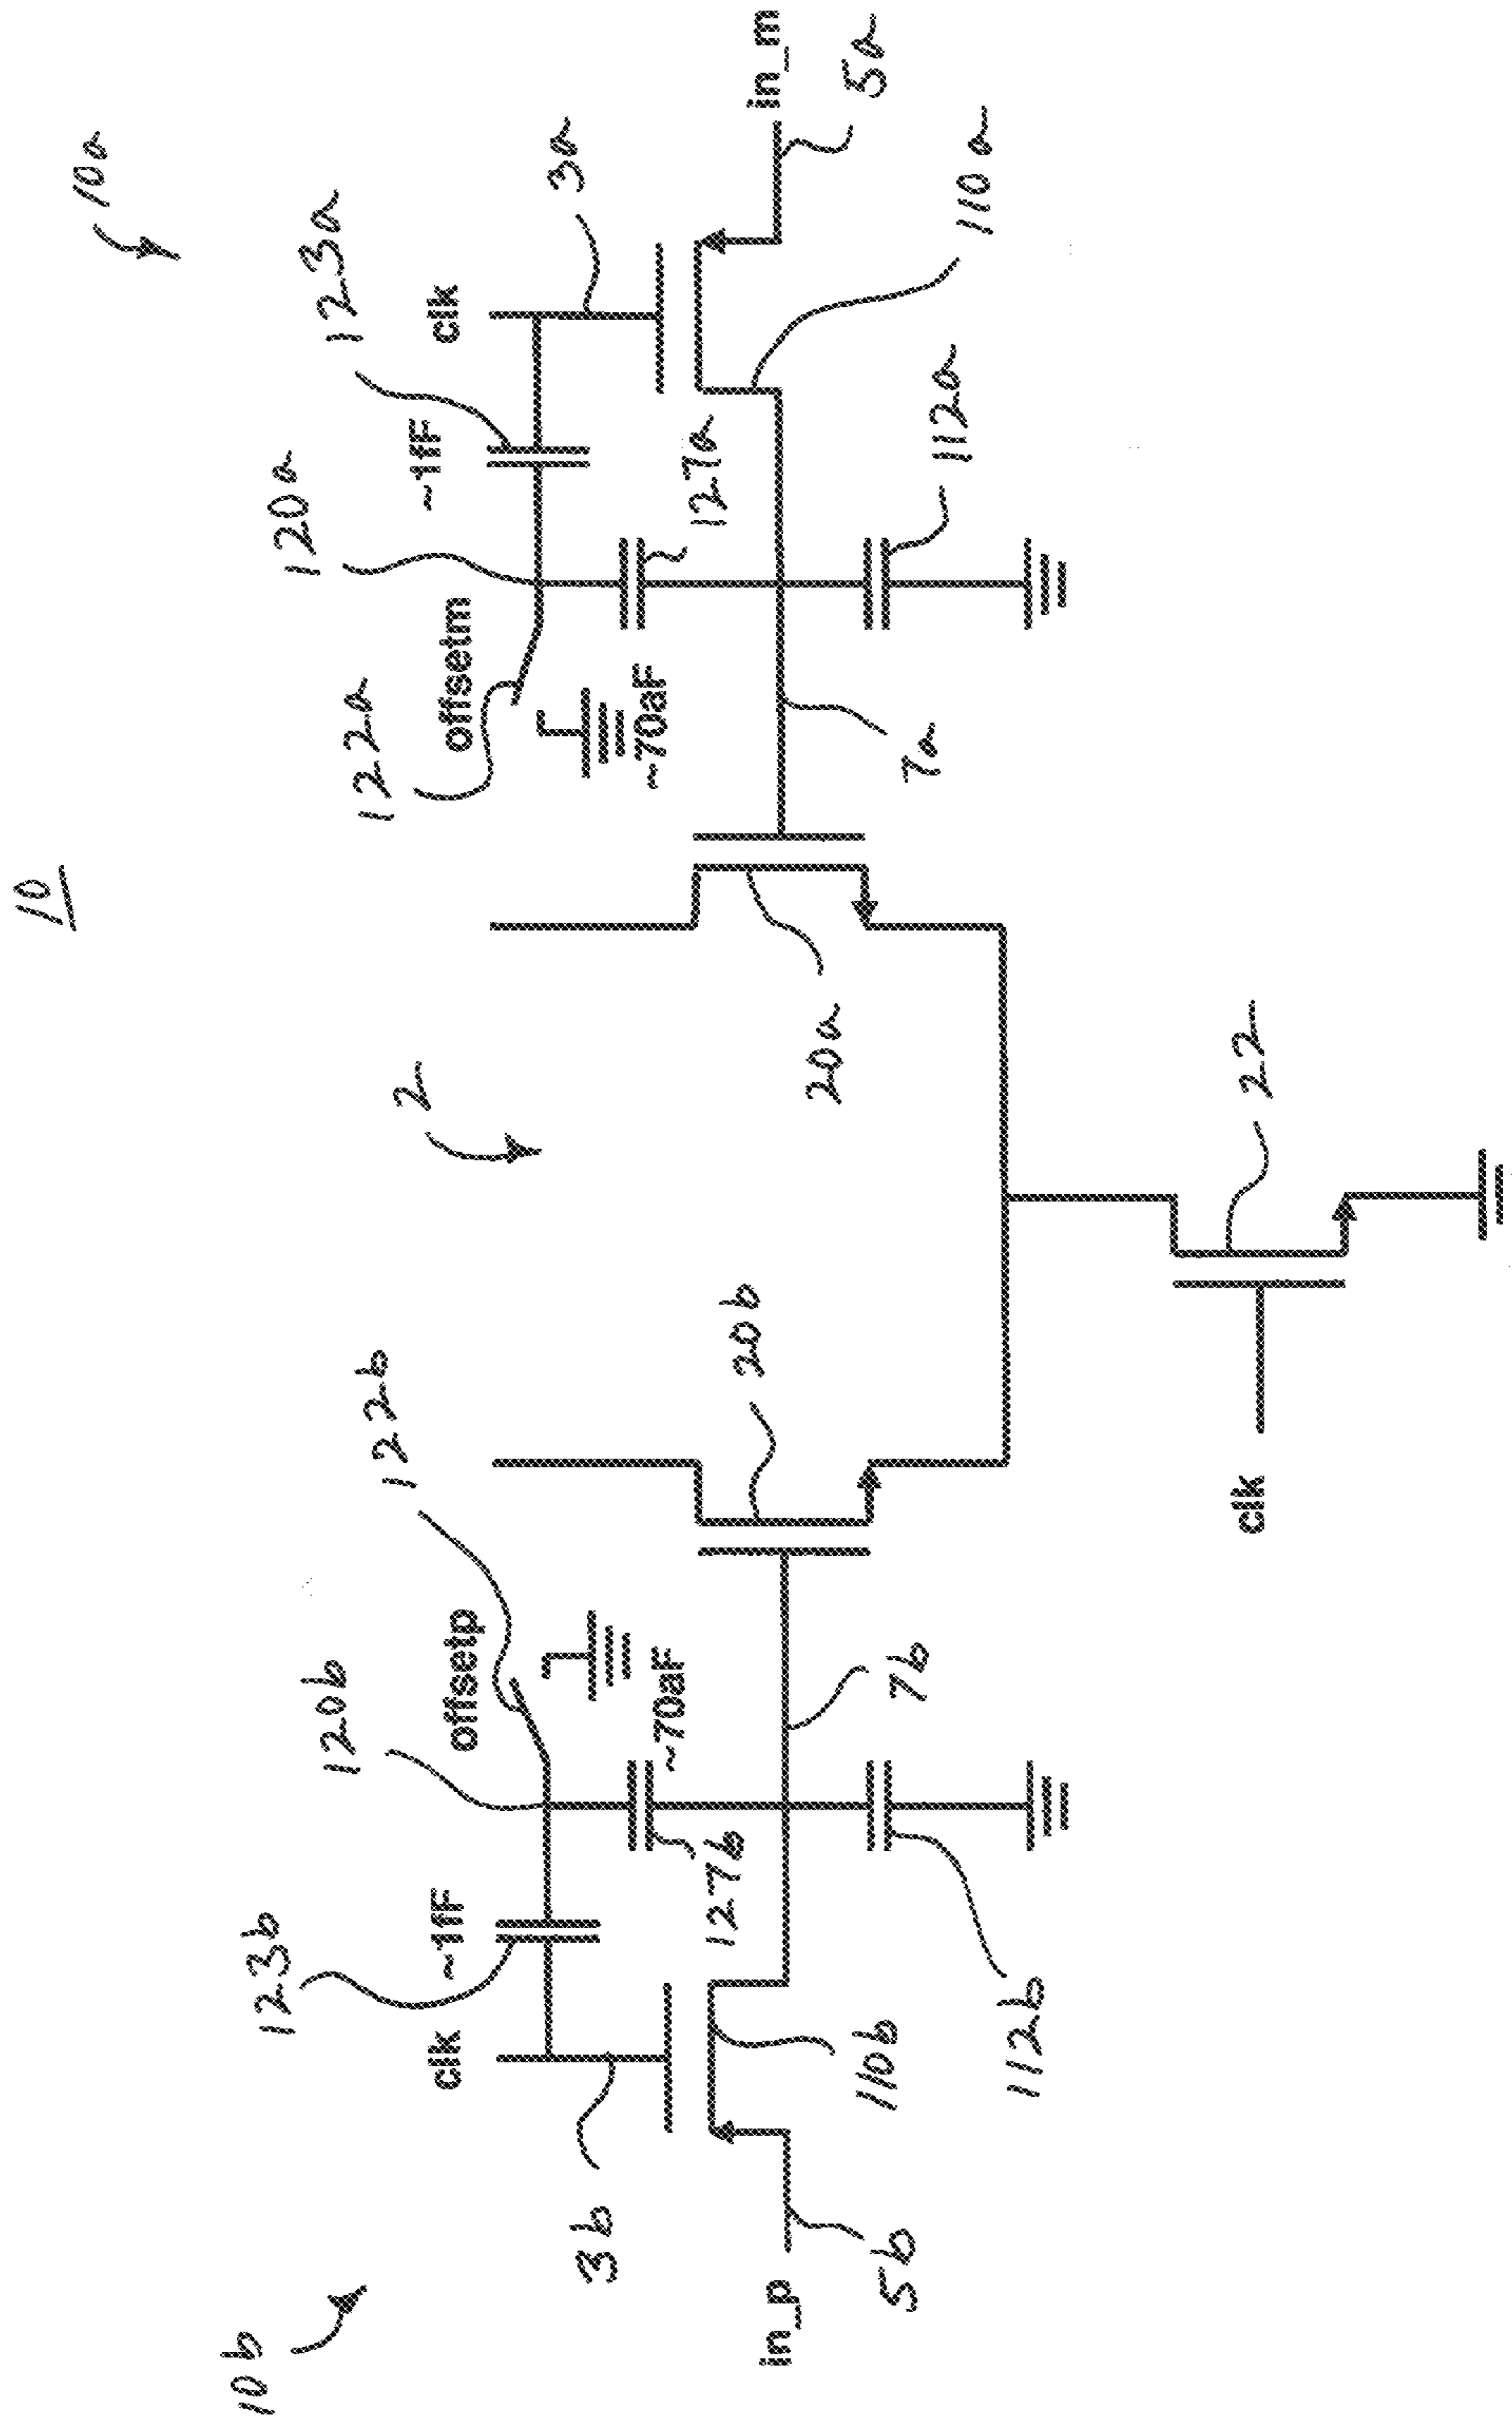 10
10a
10b
2
123b
~1fF
clk
3b
120b
offsetp
122b
127b
~70aF
in_p
5b
110b
7b
112b
20b
clk
22
20a
122a
offsetm
120a
~1fF
123a
clk
3a
~70aF
127a
7a
112a
110a
in_m
5a